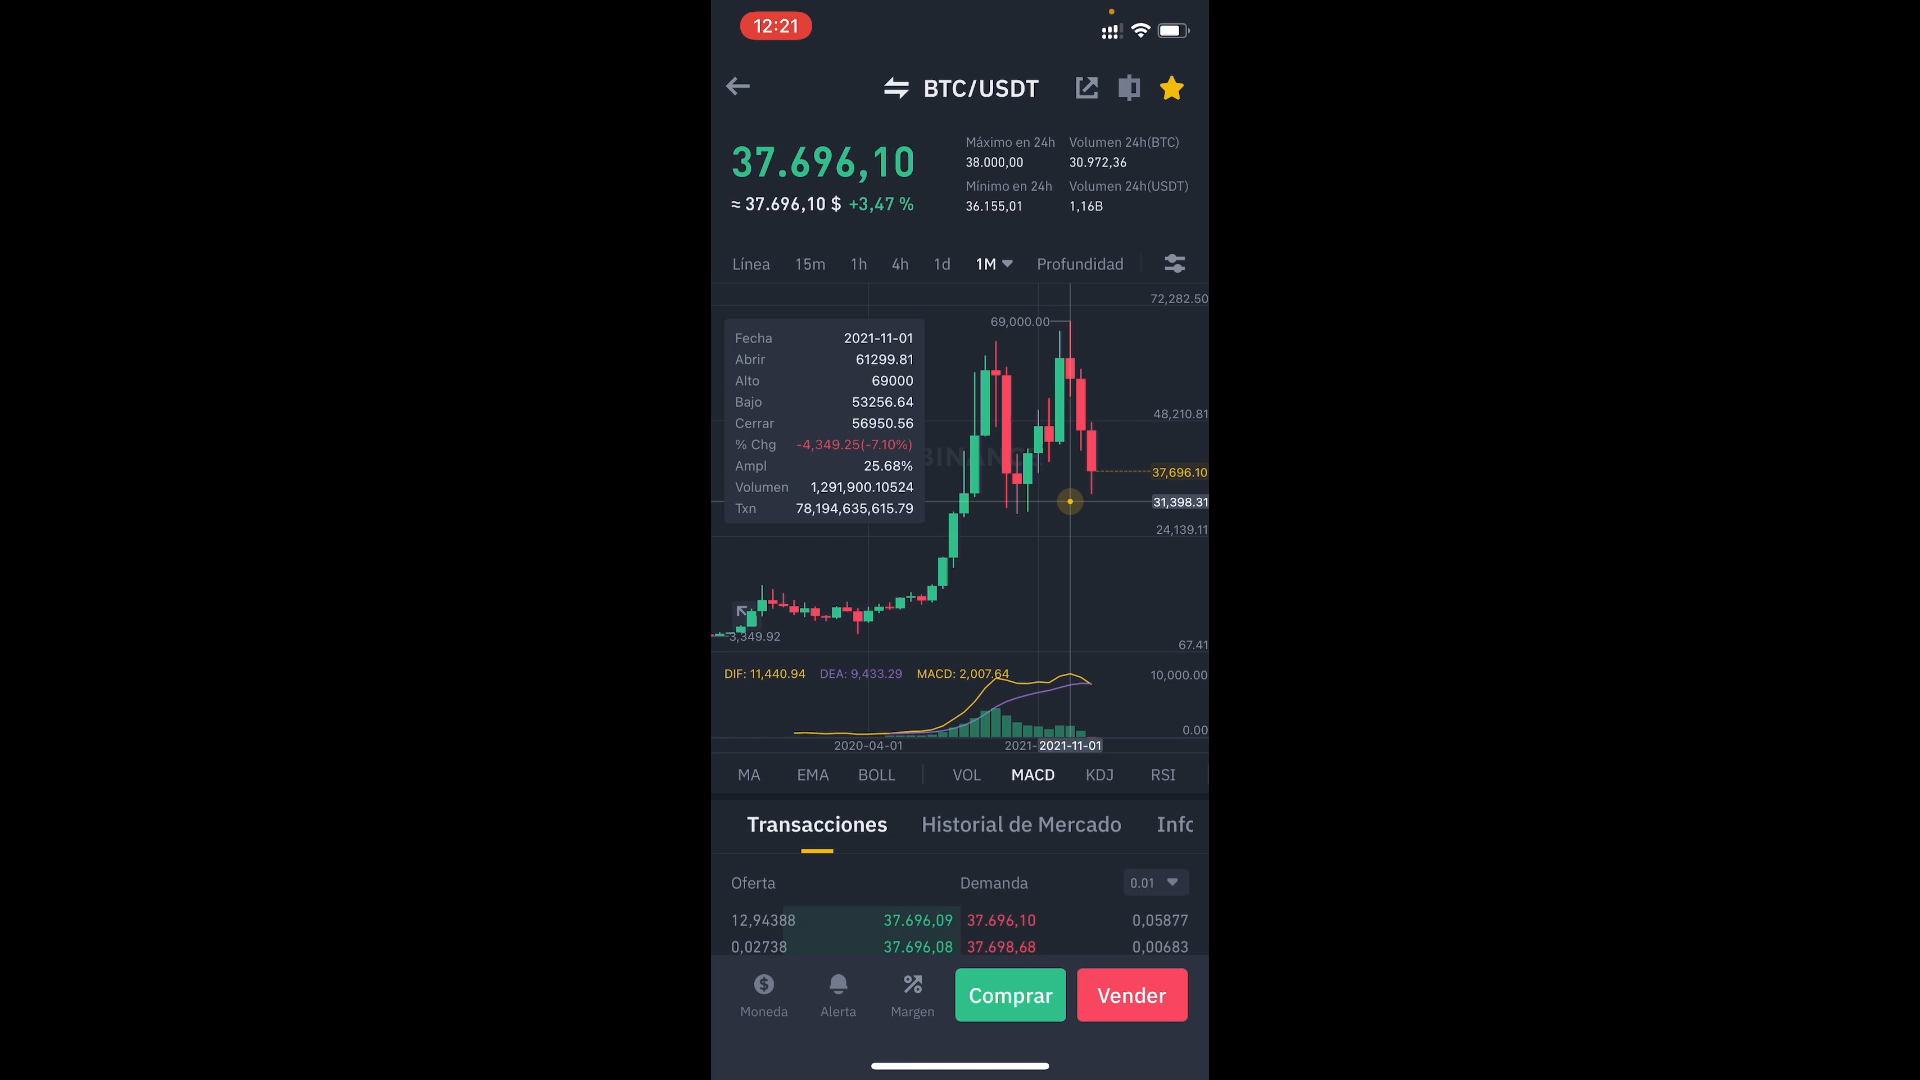 12:21
BTC/USDT
37.696,10
≈ 37.696,10 $ +3,47 %
Máximo en 24h
38.000,00
Mínimo en 24h
36.155,01
Volumen 24h(BTC)
30.972,36
Volumen 24h(USDT)
1,16B
Línea 15m 1h 4h 1d 1M Profundidad
72,282.50
69,000.00
Fecha 2021-11-01
Abrir 61299.81
Alto 69000
Bajo 53256.64
Cerrar 56950.56
% Chg -4,349.25(-7.10%)
Ampl 25.68%
Volumen 1,291,900.10524
Txn 78,194,635,615.79
BINANCE
48,210.81
37,696.10
31,398.31
24,139.11
3,349.92
67.41
DIF: 11,440.94 DEA: 9,433.29 MACD: 2,007.64
10,000.00
0.00
2020-04-01 2021- 2021-11-01
MA EMA BOLL VOL MACD KDJ RSI
Transacciones Historial de Mercado Info
Oferta Demanda 0.01
12,94388 37.696,09 37.696,10 0,05877
0,02738 37.696,08 37.698,68 0,00683
Moneda Alerta Margen Comprar Vender